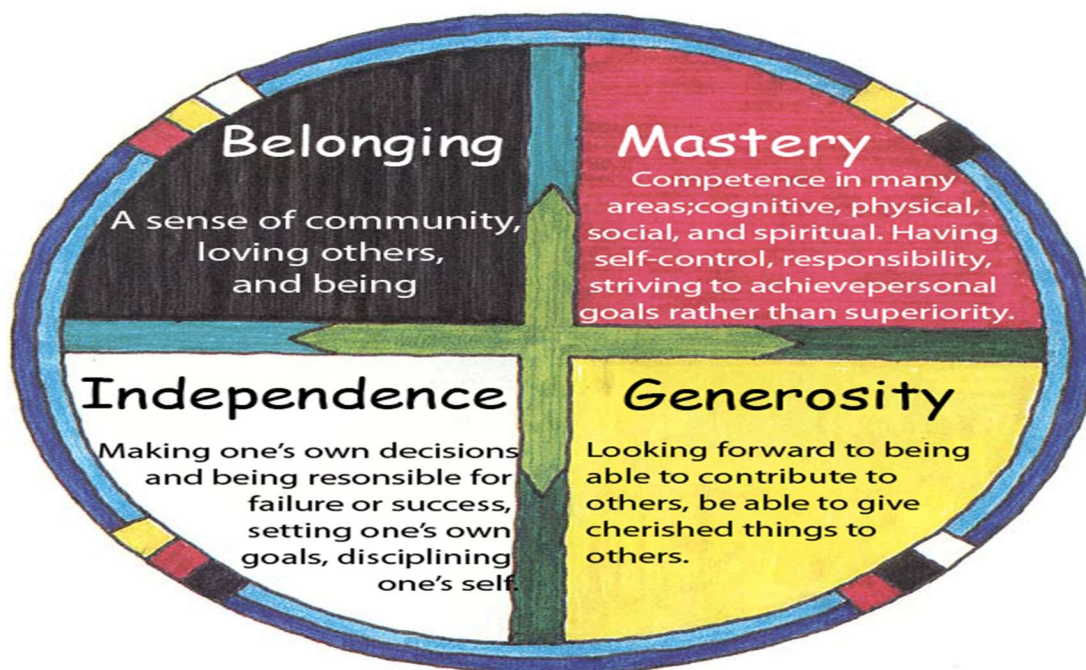 Belonging
A sense of community,
loving others,
and being
Mastery
Competence in many
areas;cognitive, physical,
social, and spiritual. Having
self-control, responsibility,
striving to achievepersonal
goals rather than superiority.
Independence
Making one's own decisions
and being resonsible for
failure or success,
setting one's own
goals, disciplining
one's self.
Generosity
Looking forward to being
able to contribute to
others, be able to give
cherished things to
others.